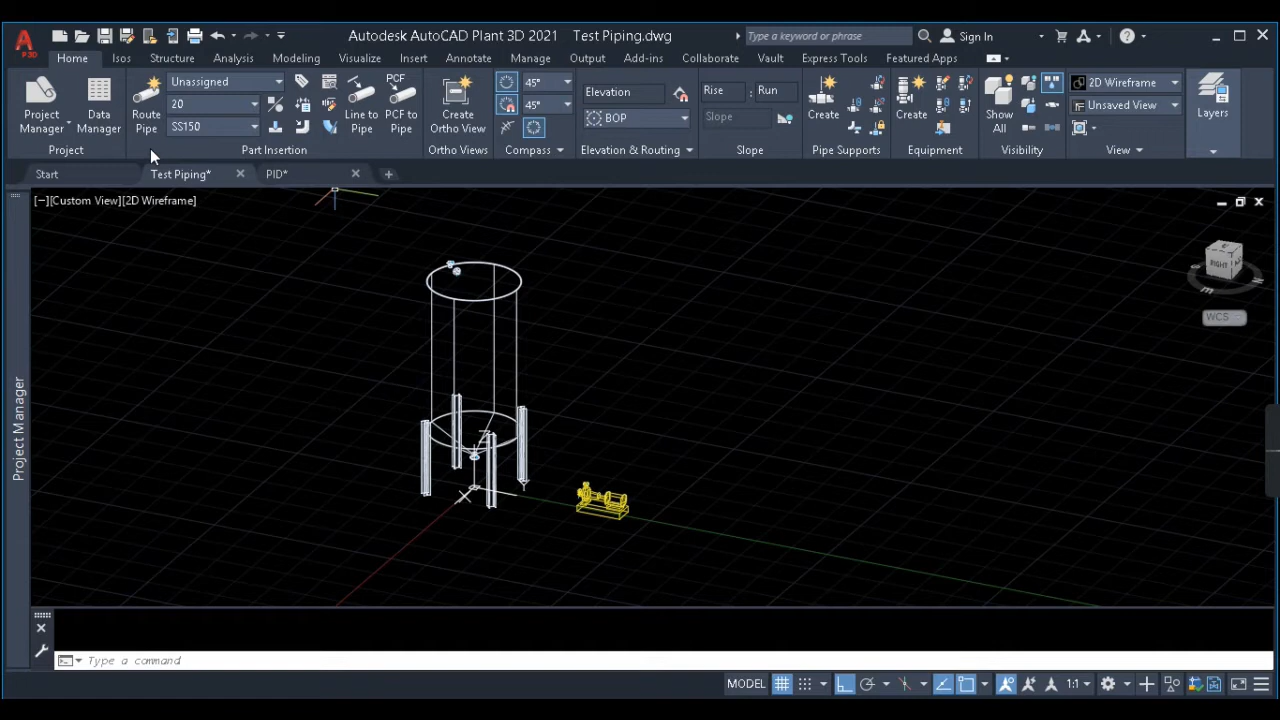 Autodesk AutoCAD Plant 3D 2021 Test Piping.dwg
Type a keyword or phrase
Sign In
P3D
Home Isos Structure Analysis Modeling Visualize Insert Annotate Manage Output Add-ins Collaborate Vault Express Tools Featured Apps
Project Manager
Data Manager
Project
Route Pipe
Unassigned
20
SS150
Line to Pipe
PCF to Pipe
Part Insertion
Create Ortho View
Ortho Views
45°
45°
Compass
Elevation
BOP
Elevation & Routing
Rise : Run
Slope
Slope
Create
Pipe Supports
Create
Equipment
Show All
Visibility
2D Wireframe
Unsaved View
View
Layers
Start
Test Piping*
PID*
[−][Custom View][2D Wireframe]
RIGHT
WCS
Project Manager
Type a command
MODEL
1:1